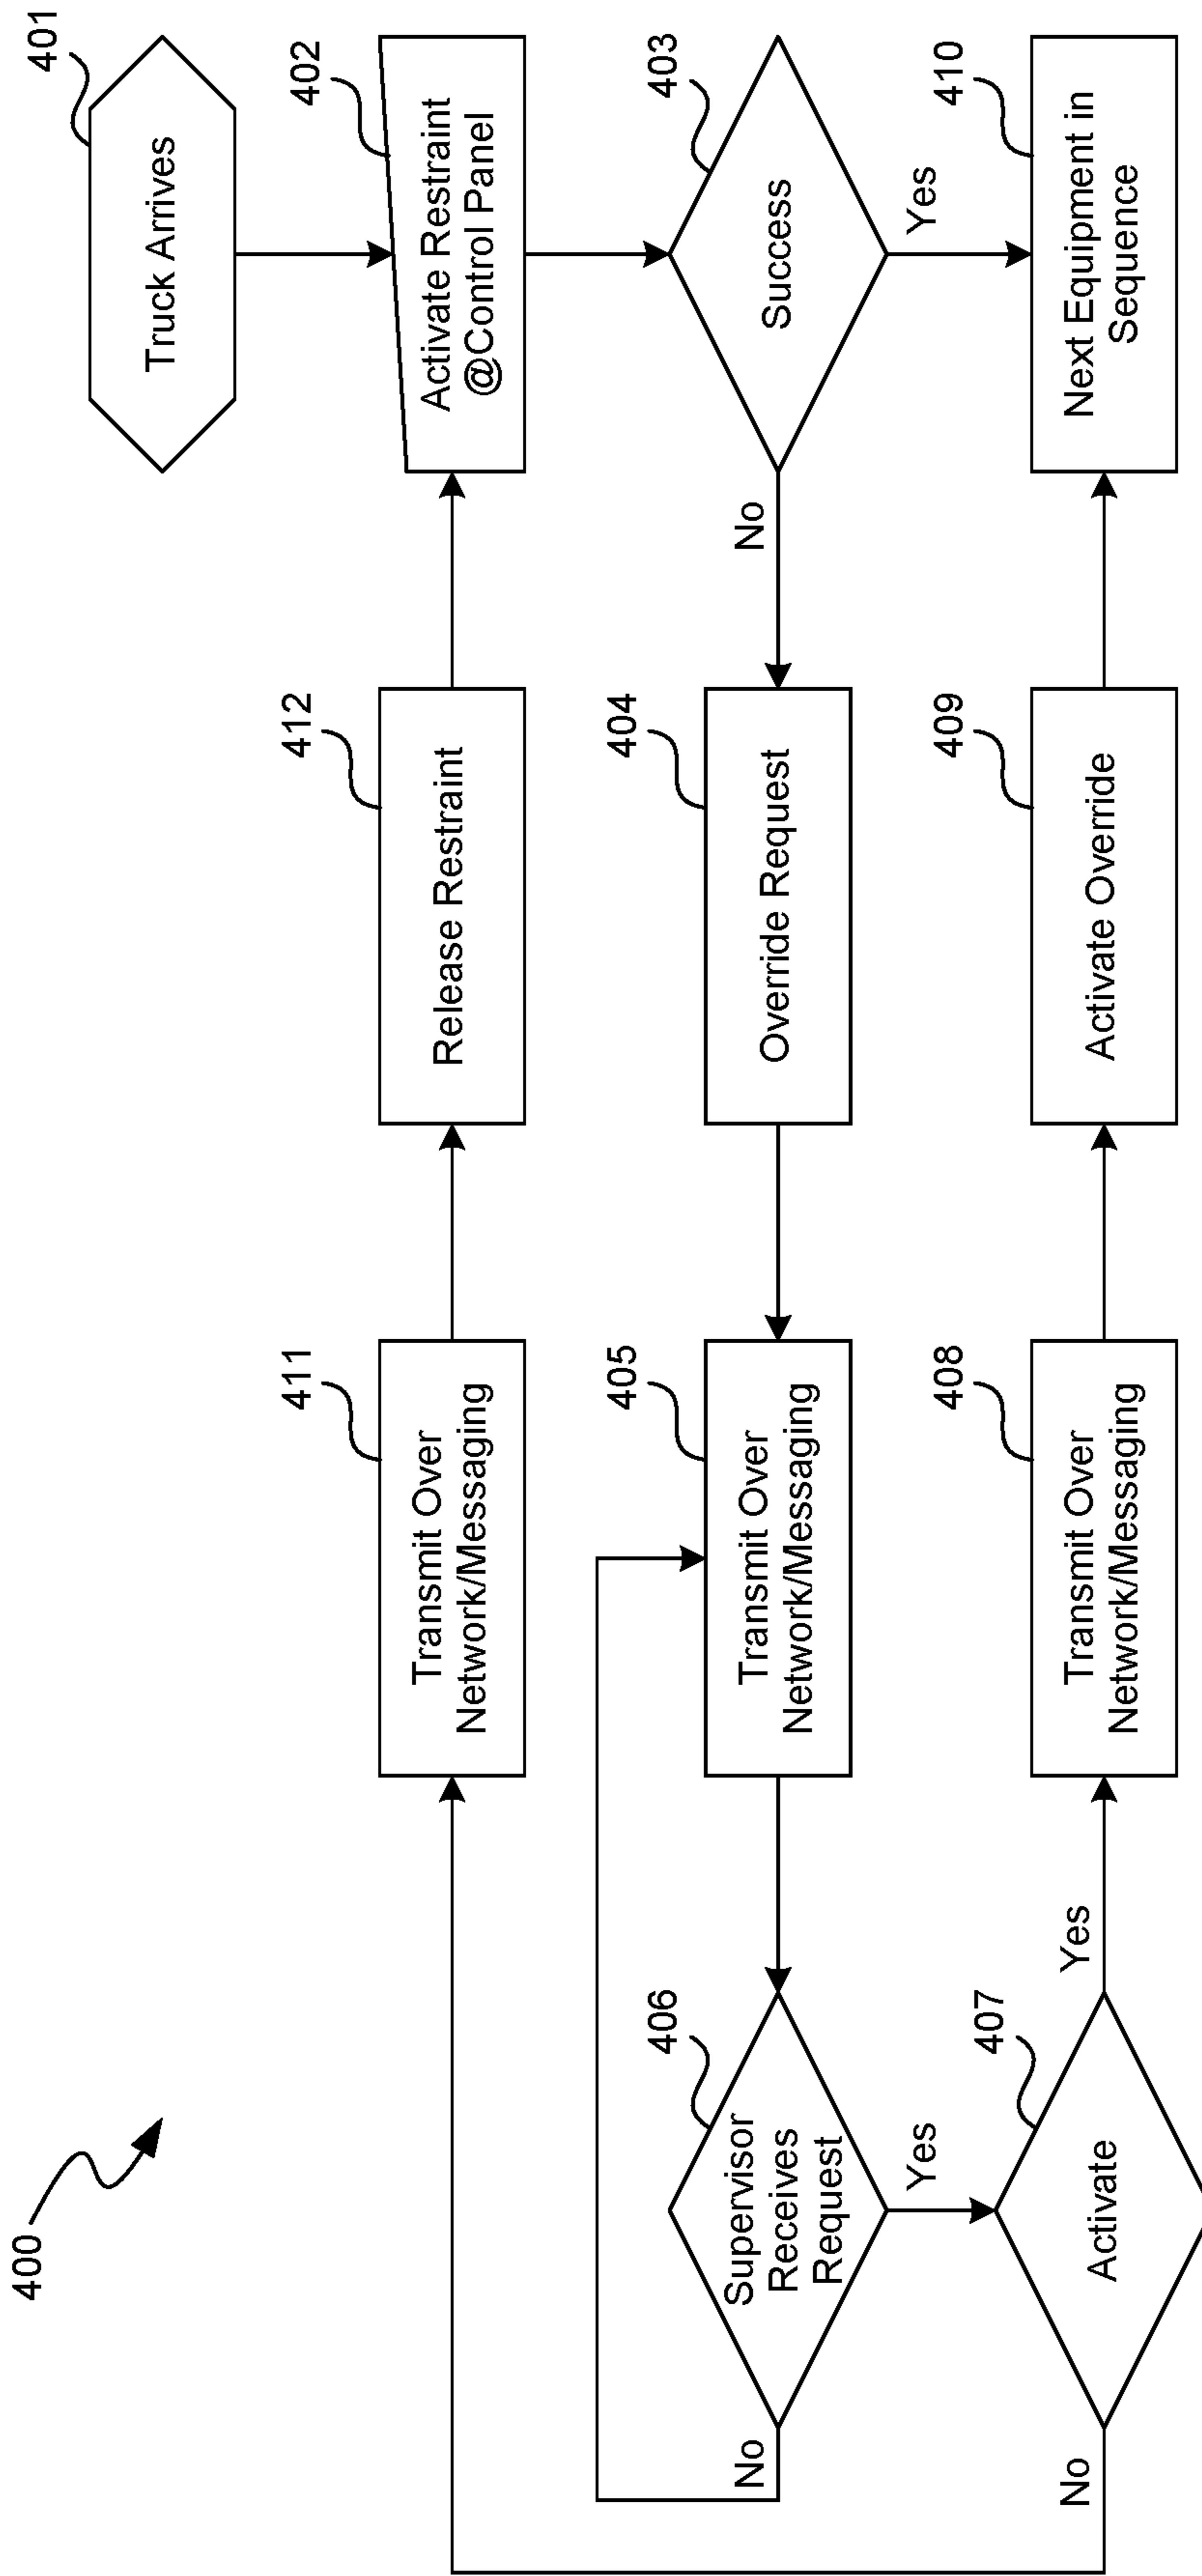 400
401
Truck Arrives
402
Activate Restraint
@Control Panel
403
Success
Yes
No
404
Override Request
405
Transmit Over
Network/Messaging
406
Supervisor
Receives
Request
No
Yes
407
Activate
No
Yes
408
Transmit Over
Network/Messaging
409
Activate Override
410
Next Equipment in
Sequence
411
Transmit Over
Network/Messaging
412
Release Restraint